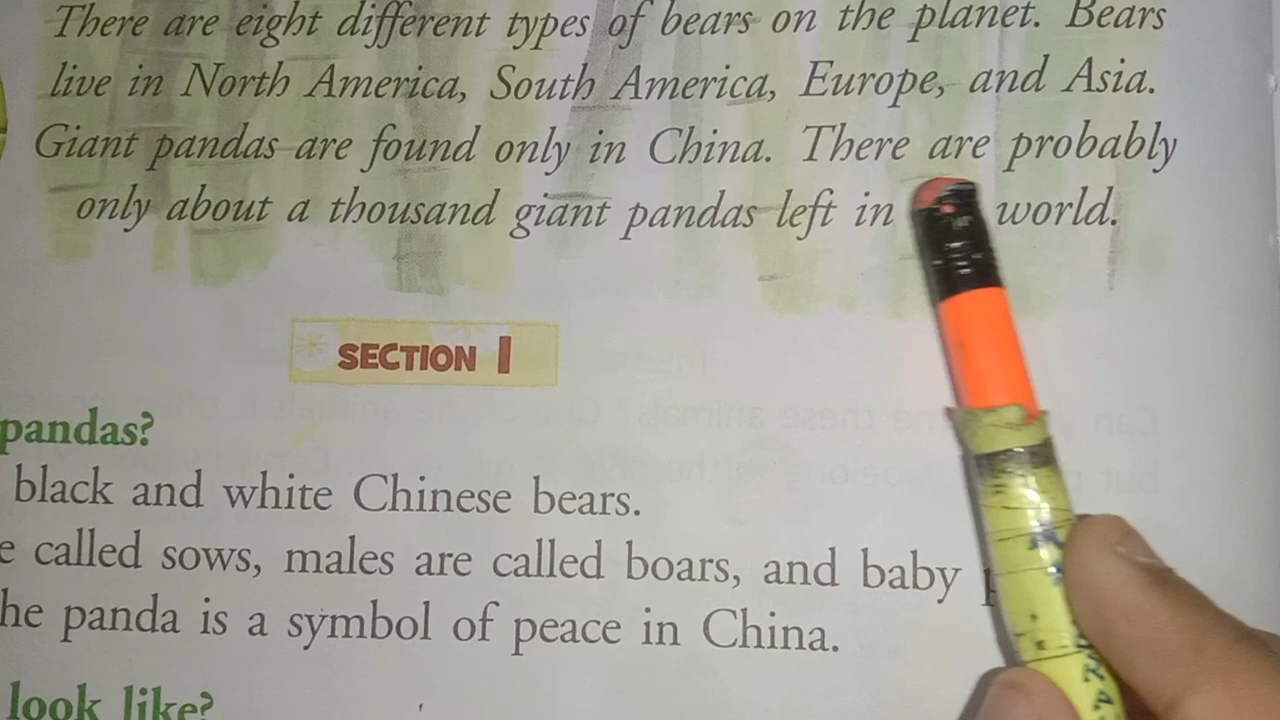 There are eight different types of bears on the planet. Bears
live in North America, South America, Europe, and Asia.
Giant pandas are found only in China. There are probably
only about a thousand giant pandas left in world.
SECTION 1
pandas?
black and white Chinese bears.
called sows, males are called boars, and baby
panda is a symbol of peace in China.
look like?